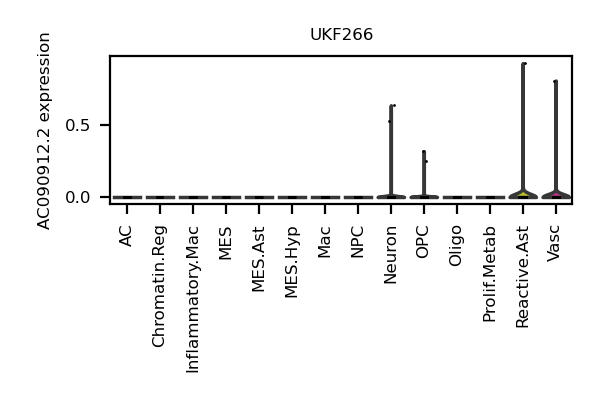 UKF266
AC090912.2 expression
0.5
0.0
AC
Chromatin.Reg
Inflammatory.Mac
MES
MES.Ast
MES.Hyp
Mac
NPC
Neuron
OPC
Oligo
Prolif.Metab
Reactive.Ast
Vasc